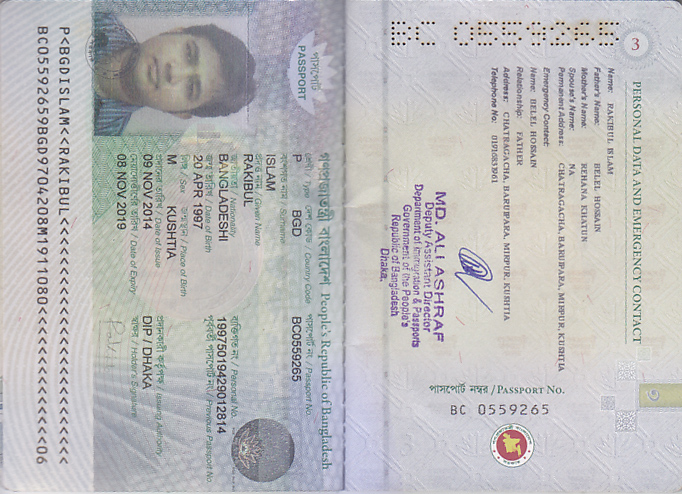 3
PERSONAL DATA AND EMERGENCY CONTACT
Name: RAKIBUL ISLAM
Father's Name: BELEL HOSSAIN
Mother's Name: REHANA KHATUN
Spouse's Name: NA
Permanent Address: CHATRAGACHA, BARUIPARA, MIRPUR, KUSHTIA
Emergency Contact:
Name: BELEL HOSSAIN
Relationship: FATHER
Address: CHATRAGACHA, BARUIPARA, MIRPUR, KUSHTIA
Telephone No: 01916853961
MD. ALI ASHRAF
Deputy Assistant Director
Department of Immigration & Passports
Government of the People's
Republic of Bangladesh
Dhaka.
পাসপোর্ট নম্বর / PASSPORT No.
BC 0559265
BC 0559265
পাসপোর্ট
PASSPORT
গণপ্রজাতন্ত্রী বাংলাদেশ People's Republic of Bangladesh
শ্রেণী / Type দেশ কোড / Country Code পাসপোর্ট নং / Passport No.
P BGD BC0559265
বংশগত নাম / Surname
ISLAM
প্রদত্ত নাম / Given Name
RAKIBUL
জাতীয়তা / Nationality ব্যক্তিগত নং / Personal No.
BANGLADESHI 19975019429012814
জন্ম তারিখ / Date of Birth পূর্ববর্তী পাসপোর্ট নং / Previous Passport No.
20 APR 1997
লিঙ্গ / Sex জন্মস্থান / Place of Birth
M KUSHTIA
প্রদানের তারিখ / Date of Issue প্রদানকারী কর্তৃপক্ষ / Issuing Authority
09 NOV 2014 DIP / DHAKA
মেয়াদোত্তীর্ণের তারিখ / Date of Expiry স্বাক্ষর / Holder's Signature
08 NOV 2019
P<BGDISLAM<<RAKIBUL<<<<<<<<<<<<<<<<<<<<<<<<<
BC05592659BGD9704208M1911080<<<<<<<<<<<<<<06